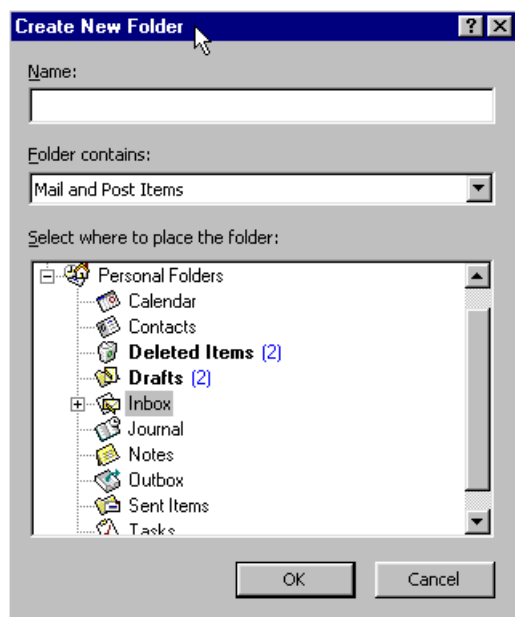 Create New Folder
Name:
Folder contains:
Mail and Post Items
Select where to place the folder:
Personal Folders
Calendar
Contacts
Deleted Items (2)
Drafts (2)
Inbox
Journal
Notes
Outbox
Sent Items
Tasks
OK Cancel